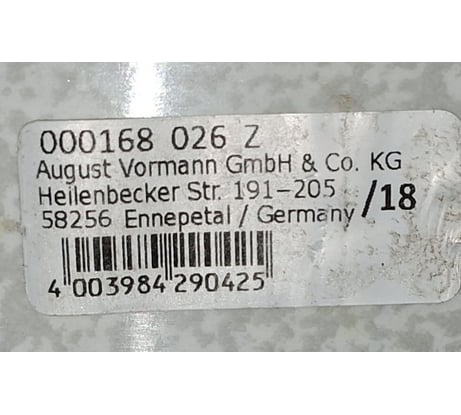 000168 026 Z
August Vormann GmbH & Co. KG
Heilenbecker Str. 191-205
58256 Ennepetal / Germany /18
4 003984 290425